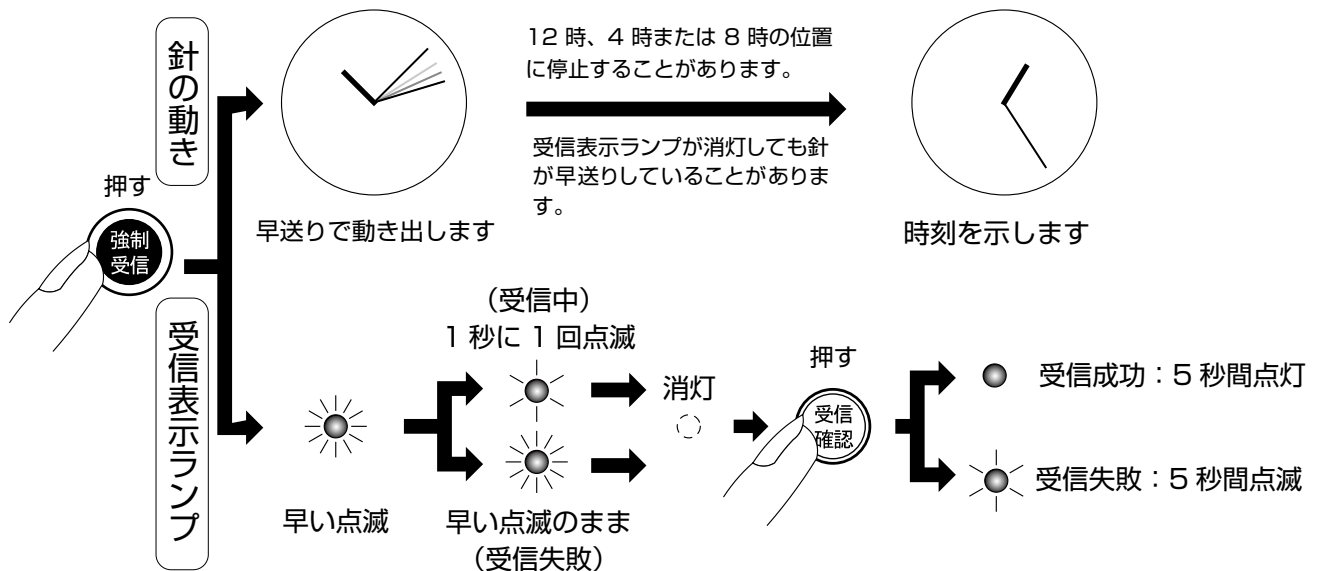 針の動き
押す
強制
受信
受信表示ランプ
早送りで動き出します
12 時、4 時または 8 時の位置
に停止することがあります。
受信表示ランプが消灯しても針
が早送りしていることがありま
す。
時刻を示します
早い点滅
(受信中)
1 秒に 1 回点滅
早い点滅のまま
(受信失敗)
消灯
押す
受信
確認
受信成功：5 秒間点灯
受信失敗：5 秒間点滅